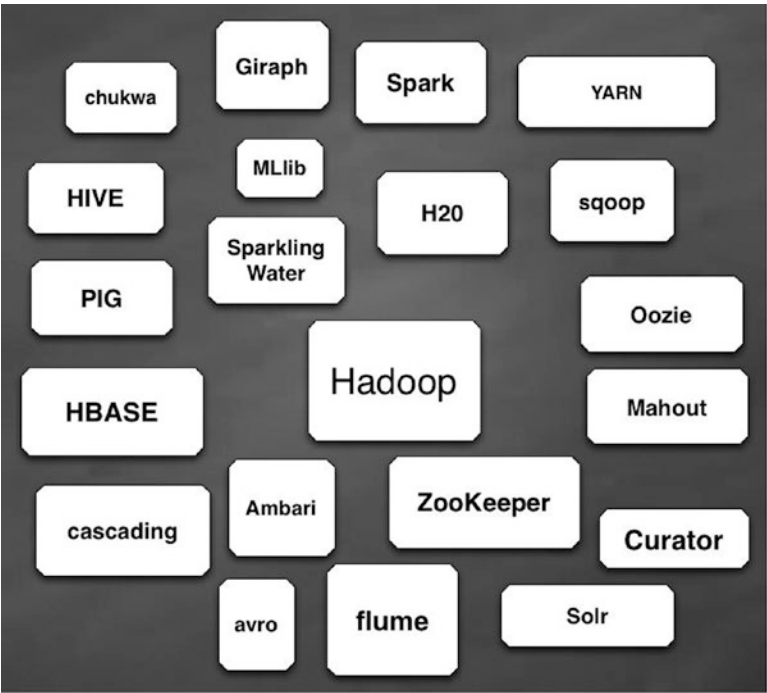 Giraph
Spark
YARN
chukwa
MLlib
HIVE
H20
sqoop
Sparkling
Water
PIG
Oozie
Hadoop
HBASE
Mahout
Ambari
ZooKeeper
cascading
Curator
avro
flume
Solr